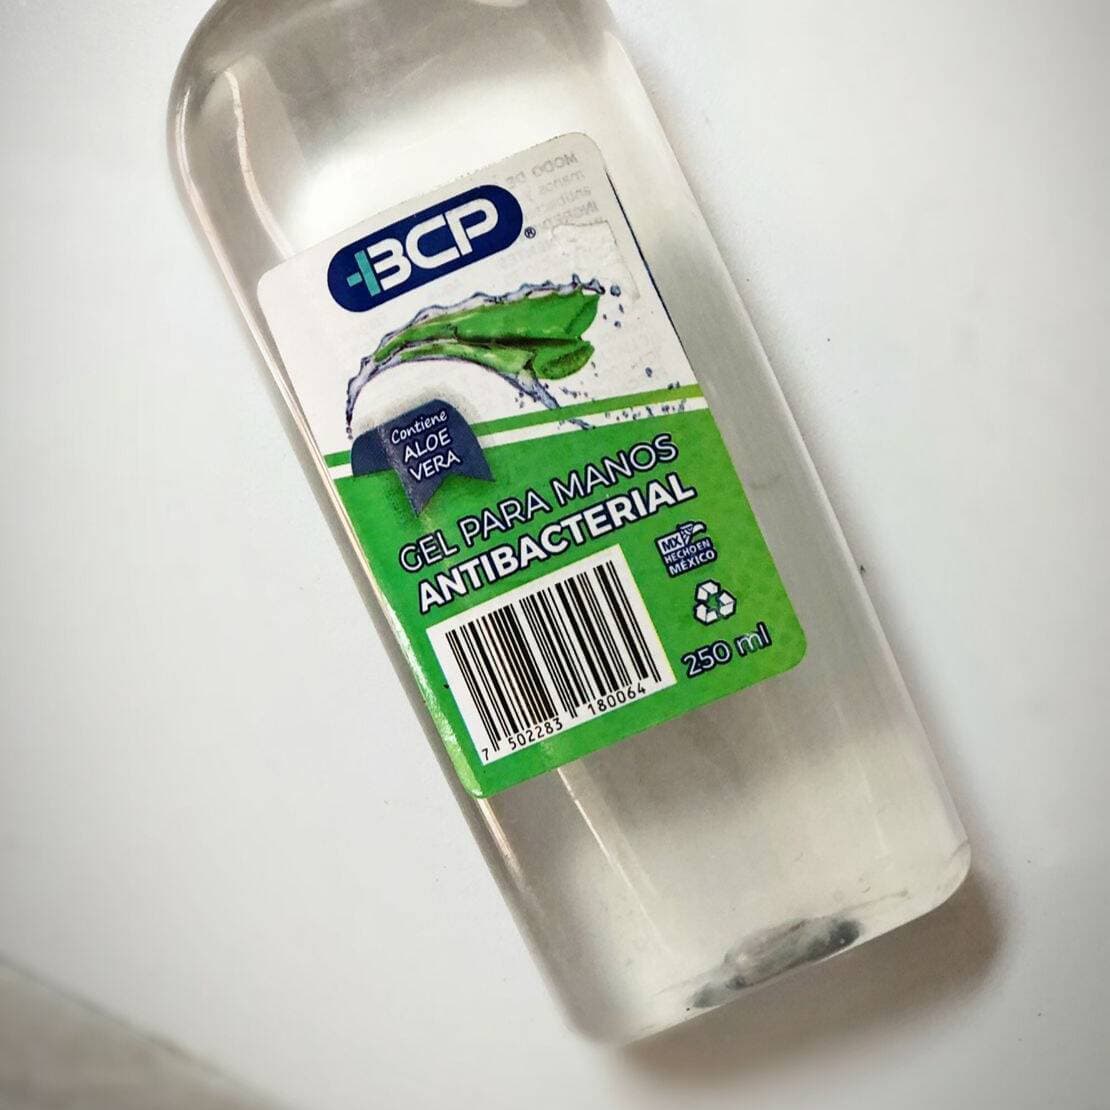 BCP®
Contiene
ALOE
VERA
GEL PARA MANOS
ANTIBACTERIAL
MX
HECHO EN
MÉXICO
250 ml
7 502283 180064